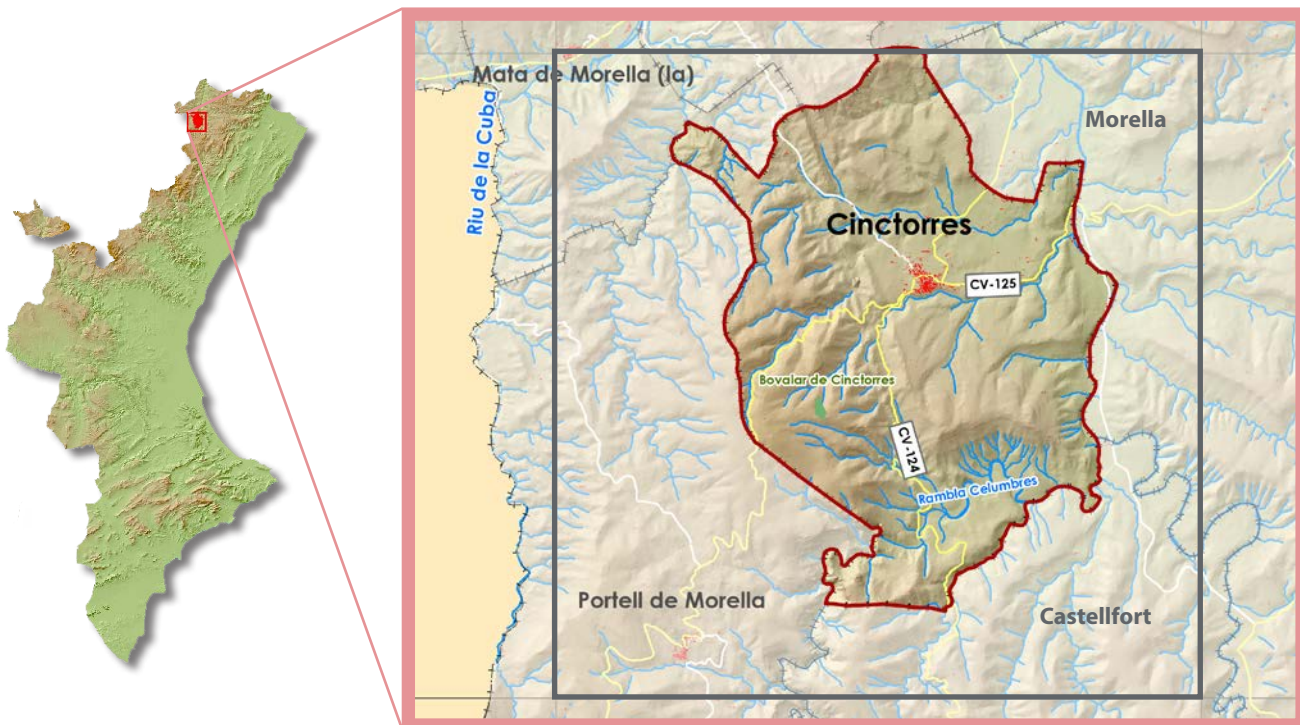 Mata de Morella (la)
Morella
Riu de la Cuba
Cinctorres
CV-125
Bovalar de Cinctorres
CV-124
Rambla Celumbres
Portell de Morella
Castellfort